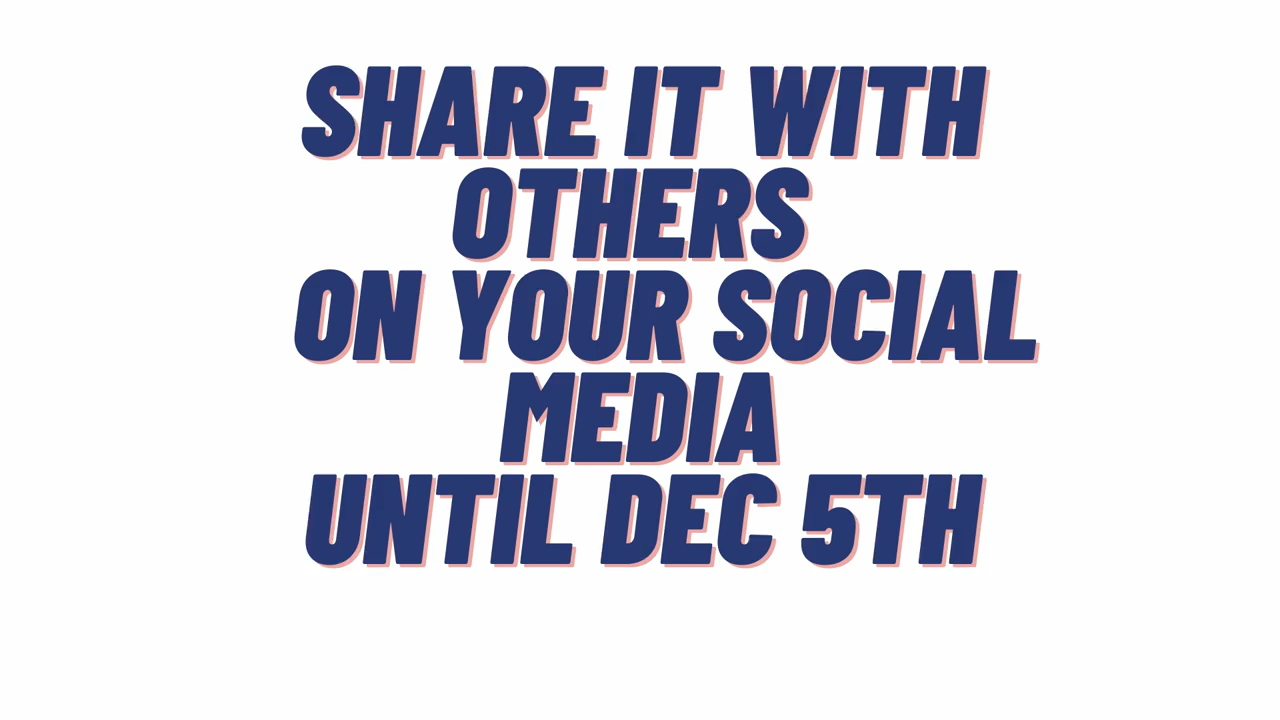 SHARE IT WITH
OTHERS
ON YOUR SOCIAL
MEDIA
UNTIL DEC 5TH